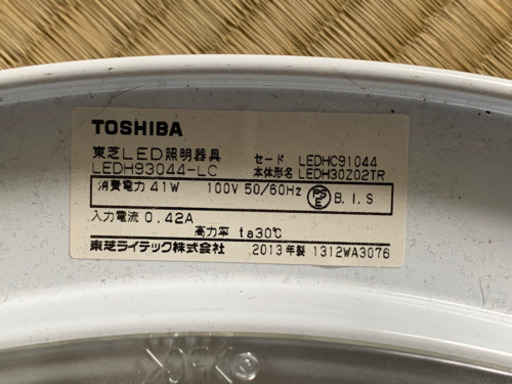 TOSHIBA
東芝LED照明器具
LEDH93044-LC
セード LEDHC91044
本体形名 LEDH30Z02TR
消費電力 41W 100V 50/60Hz PSE B.I.S
入力電流 0.42A
高力率 ta30℃
東芝ライテック株式会社 2013年製 1312WA3076